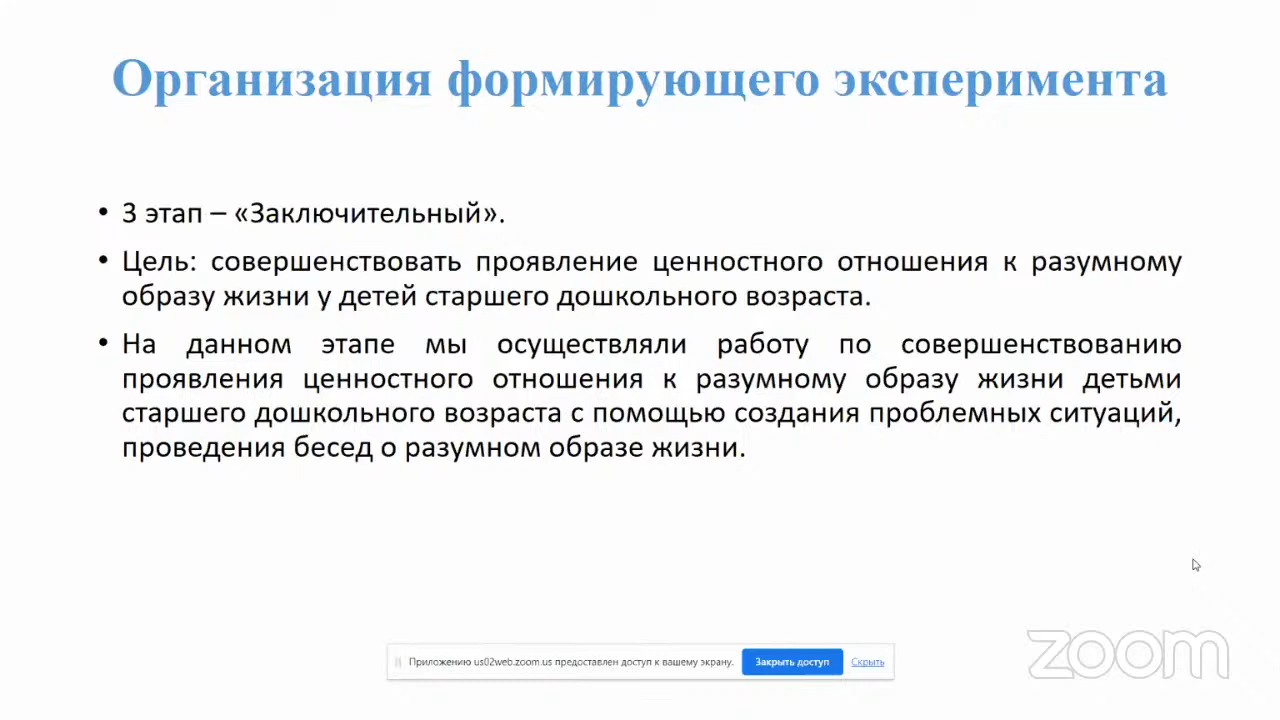 Организация формирующего эксперимента
• 3 этап – «Заключительный».
• Цель: совершенствовать проявление ценностного отношения к разумному
образу жизни у детей старшего дошкольного возраста.
• На данном этапе мы осуществляли работу по совершенствованию
проявления ценностного отношения к разумному образу жизни детьми
старшего дошкольного возраста с помощью создания проблемных ситуаций,
проведения бесед о разумном образе жизни.
Приложению us02web.zoom.us предоставлен доступ к вашему экрану. Закрыть доступ Скрыть
zoom